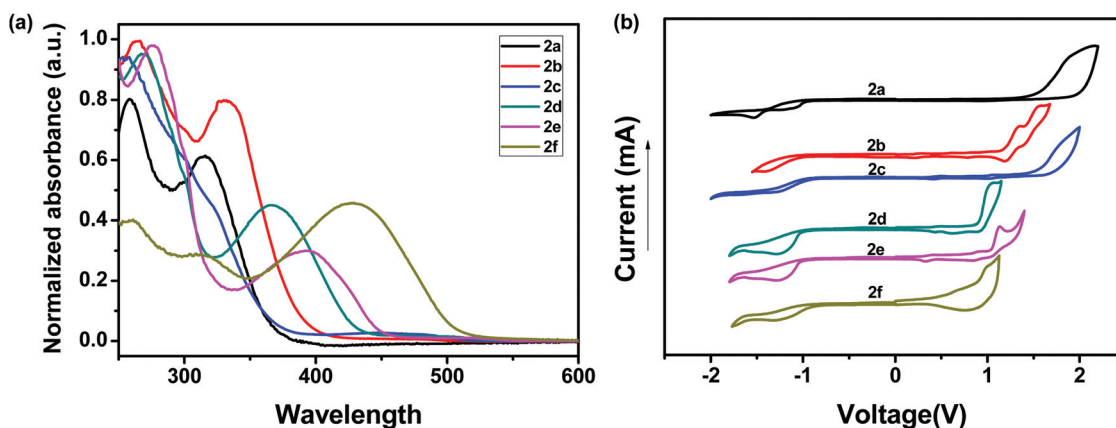 (a)
Normalized absorbance (a.u.)
1.0
0.8
0.6
0.4
0.2
0.0
300
400
500
600
Wavelength
2a
2b
2c
2d
2e
2f
(b)
Current (mA)
2a
2b
2c
2d
2e
2f
-2
-1
0
1
2
Voltage(V)